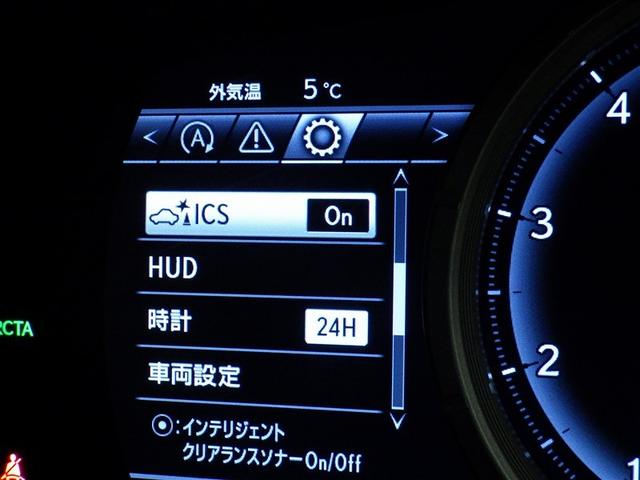 外気温 5℃
< A >
ICS On
HUD
時計 24H
車両設定
:インテリジェント
クリアランスソナーOn/Off
RCTA
4
3
2
1